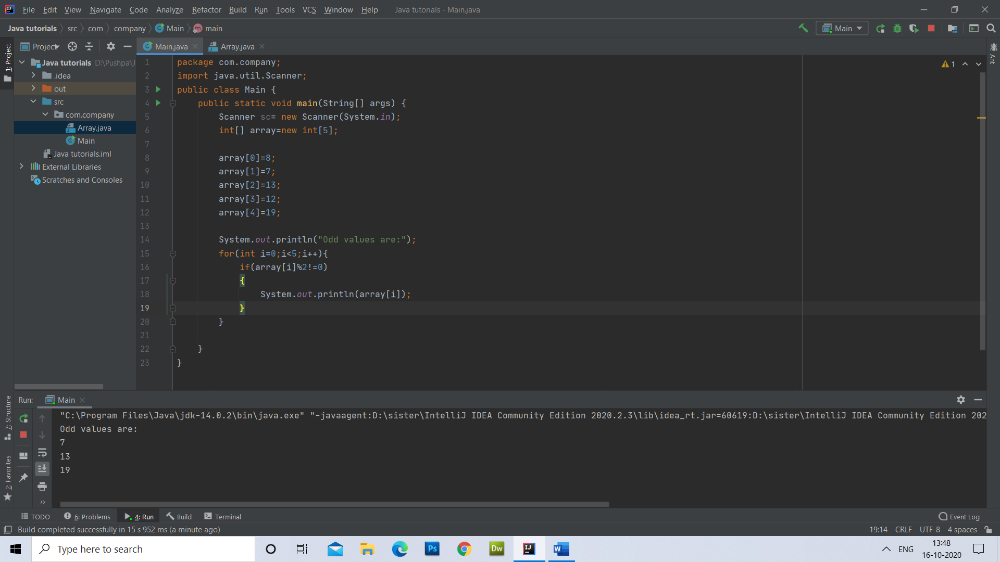 File Edit View Navigate Code Analyze Refactor Build Run Tools VCS Window Help Java tutorials - Main.java
Java tutorials src com company Main main
Main
1: Project
Project
Main.java
Array.java
Java tutorials D:\Pushpa\J
.idea
out
src
com.company
Array.java
Main
Java tutorials.iml
External Libraries
Scratches and Consoles
1 package com.company;
2 import java.util.Scanner;
3 public class Main {
4 public static void main(String[] args) {
5 Scanner sc= new Scanner(System.in);
6 int[] array=new int[5];
7
8 array[0]=8;
9 array[1]=7;
10 array[2]=13;
11 array[3]=12;
12 array[4]=19;
13
14 System.out.println("Odd values are:");
15 for(int i=0;i<5;i++){
16 if(array[i]%2!=0)
17 {
18 System.out.println(array[i]);
19 }
20 }
21
22 }
23 }
1
Ant
7: Structure
2: Favorites
Run: Main
"C:\Program Files\Java\jdk-14.0.2\bin\java.exe" "-javaagent:D:\sister\IntelliJ IDEA Community Edition 2020.2.3\lib\idea_rt.jar=60619:D:\sister\IntelliJ IDEA Community Edition 202
Odd values are:
7
13
19
TODO 6: Problems 4: Run Build Terminal Event Log
Build completed successfully in 15 s 952 ms (a minute ago) 19:14 CRLF UTF-8 4 spaces
Type here to search
Ps
Dw
IJ
W
ENG
13:48
16-10-2020